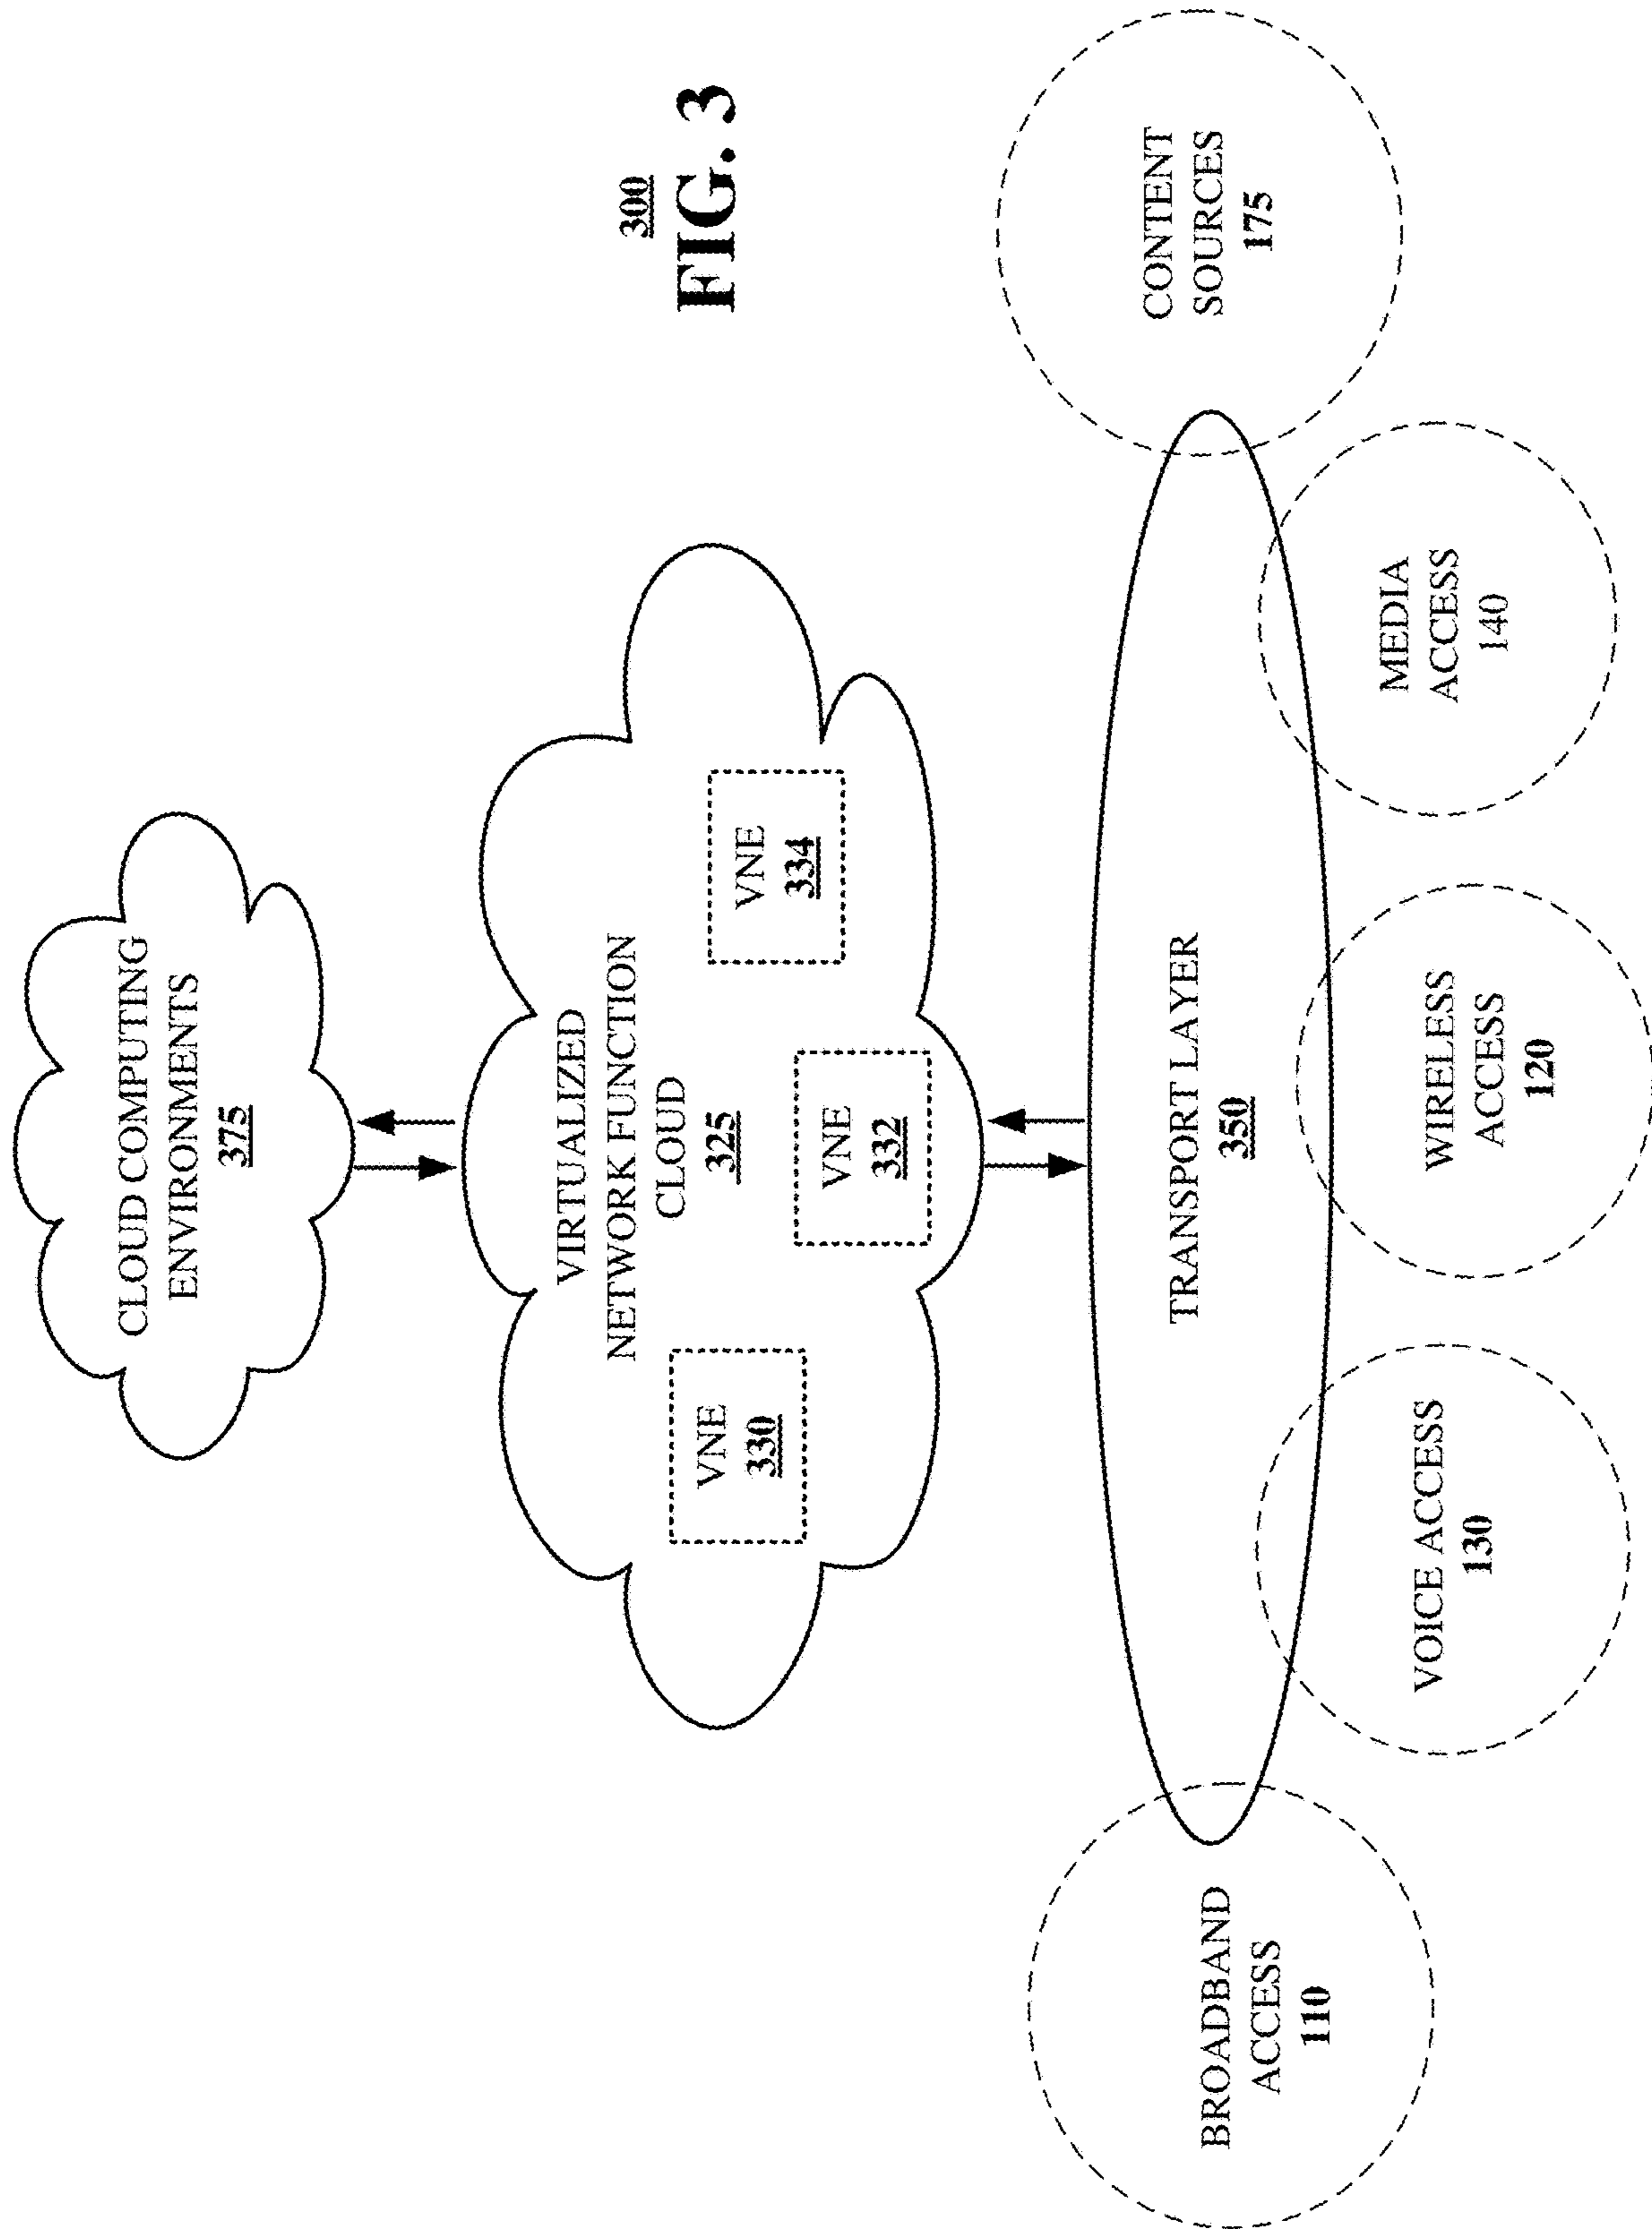 CLOUD COMPUTING
ENVIRONMENTS
375
VIRTUALIZED
NETWORK FUNCTION
CLOUD
325
VNE
330
VNE
332
VNE
334
TRANSPORT LAYER
350
BROADBAND
ACCESS
110
VOICE ACCESS
130
WIRELESS
ACCESS
120
MEDIA
ACCESS
140
CONTENT
SOURCES
175
300
FIG. 3